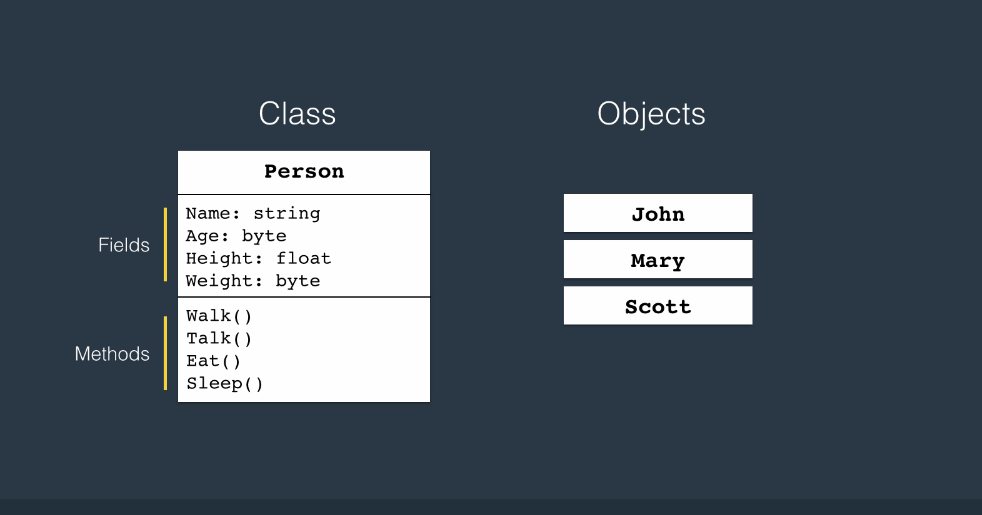 Class
Person
Fields
Name: string
Age: byte
Height: float
Weight: byte
Methods
Walk()
Talk()
Eat()
Sleep()
Objects
John
Mary
Scott